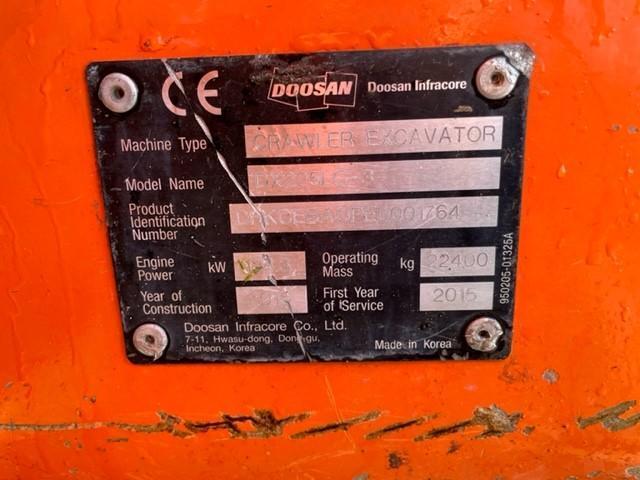 CE DOOSAN Doosan Infracore
Machine Type CRAWLER EXCAVATOR
Model Name
Product
Identification
Number
Engine Power kW Operating Mass kg 22400
Year of Construction First Year of Service 2015
Doosan Infracore Co., Ltd.
7-11, Hwasu-dong, Dong-gu,
Incheon, Korea Made in Korea
950205-01326A